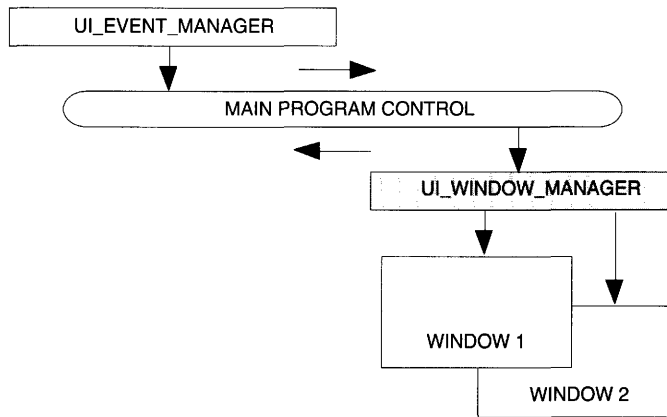 UI_EVENT_MANAGER
MAIN PROGRAM CONTROL
UI_WINDOW_MANAGER
WINDOW 1
WINDOW 2